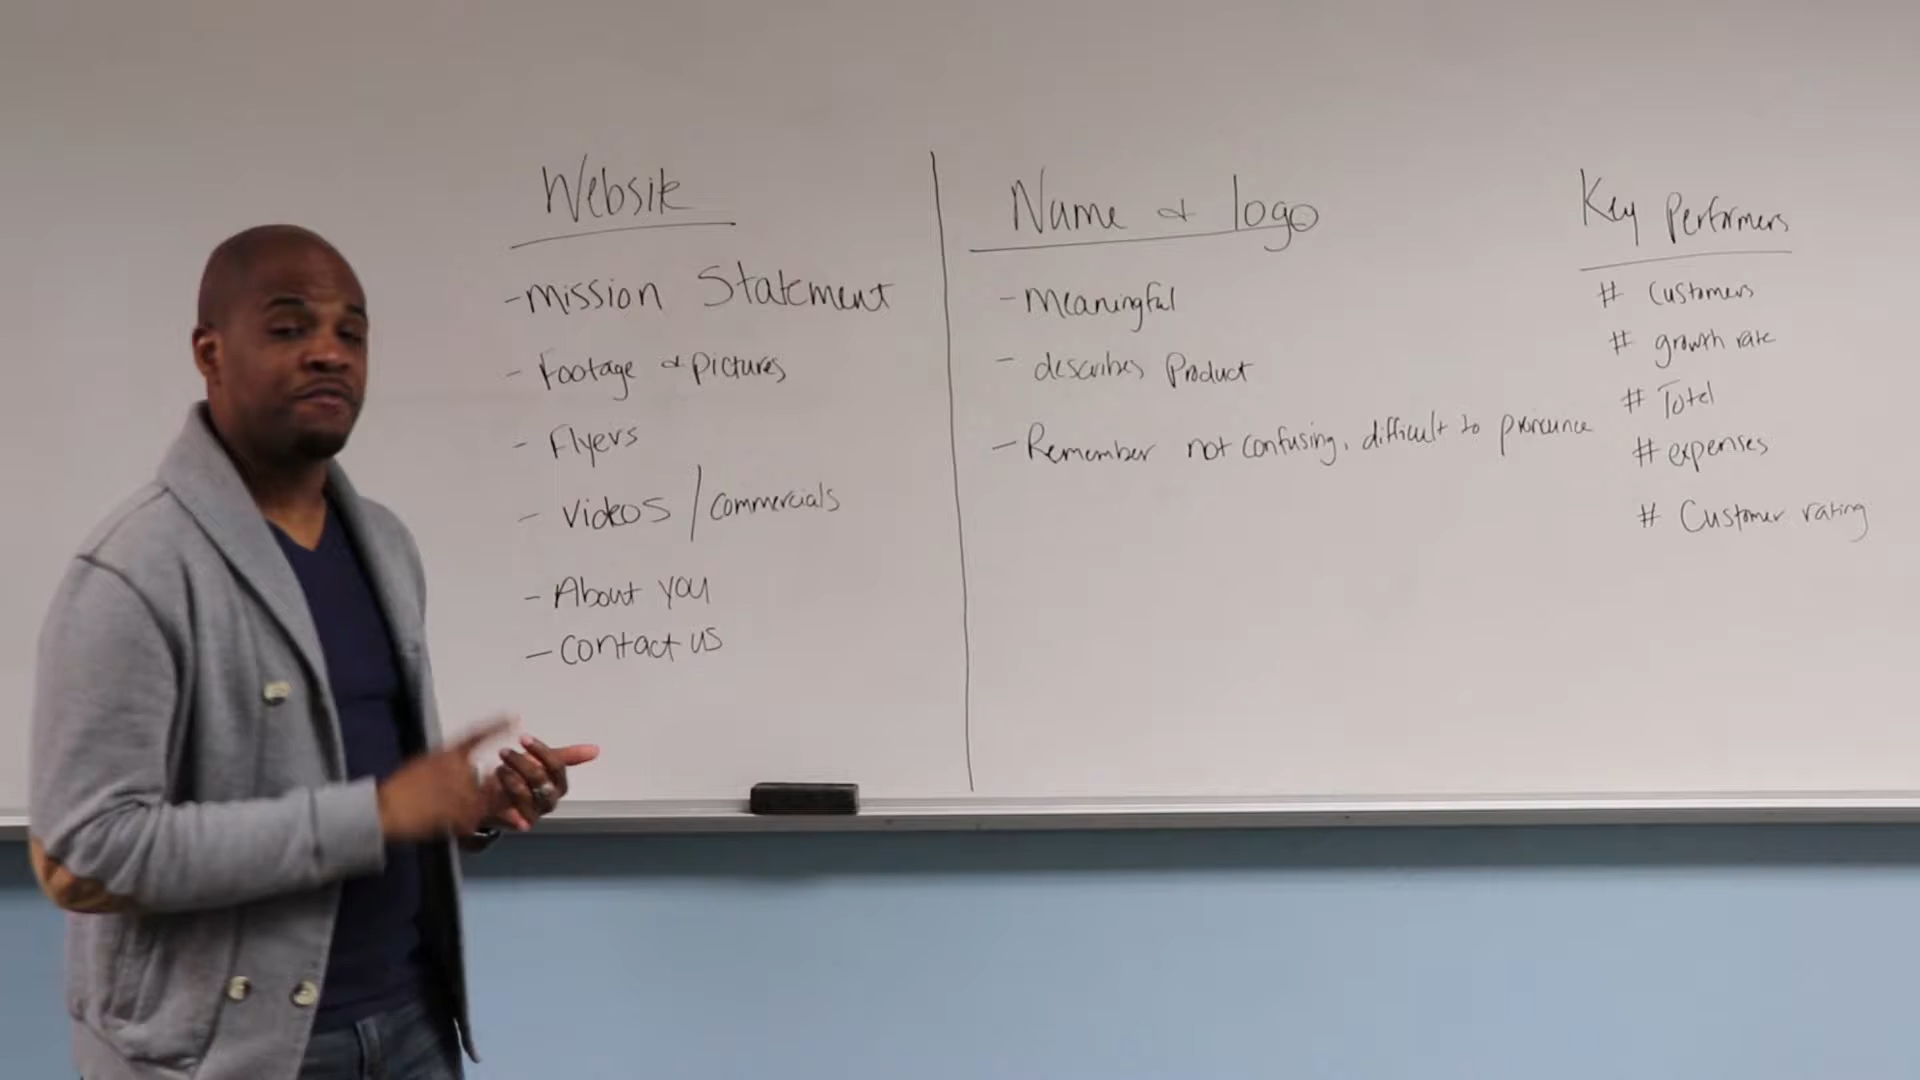 Website
-Mission Statement
- Footage & pictures
- Flyers
- Videos / Commercials
- About you
- Contact us
Name & logo
- Meaningful
- describes Product
- Remember not confusing, difficult to pronounce
Key Performers
# Customers
# growth rate
# Total
# expenses
# Customer rating